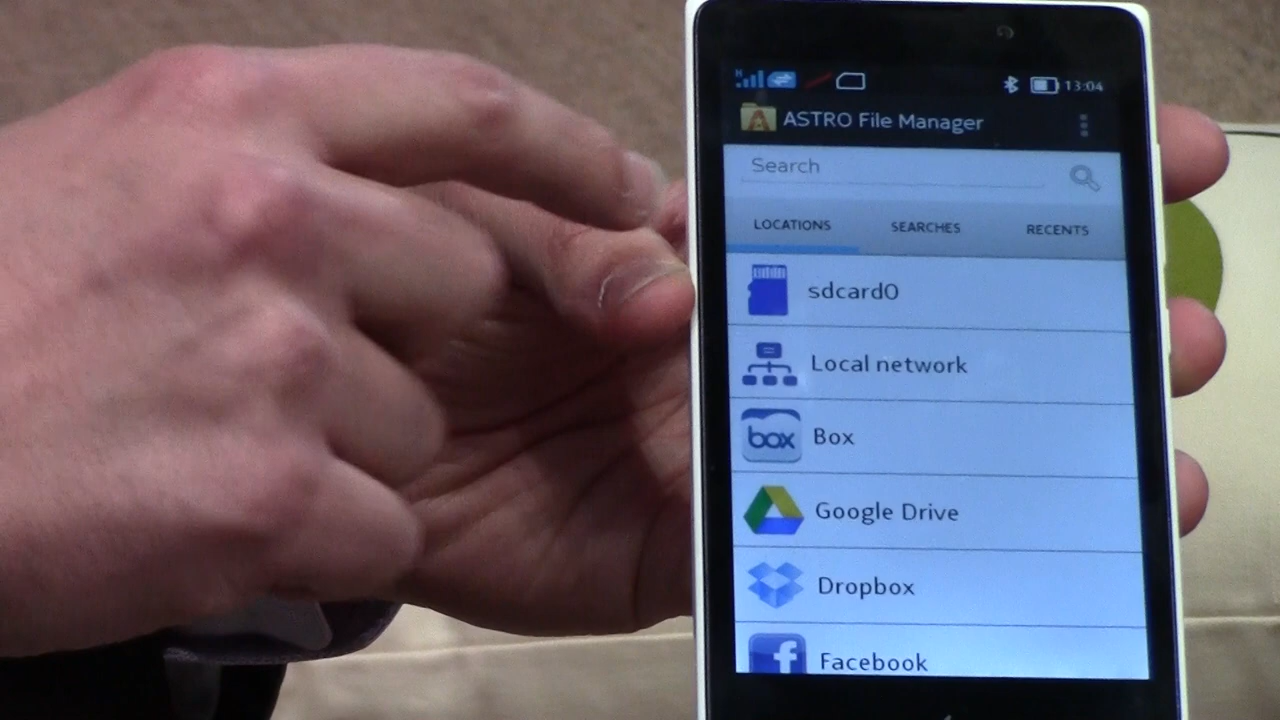 H 13:04
ASTRO File Manager
Search
LOCATIONS SEARCHES RECENTS
sdcard0
Local network
box Box
Google Drive
Dropbox
f Facebook